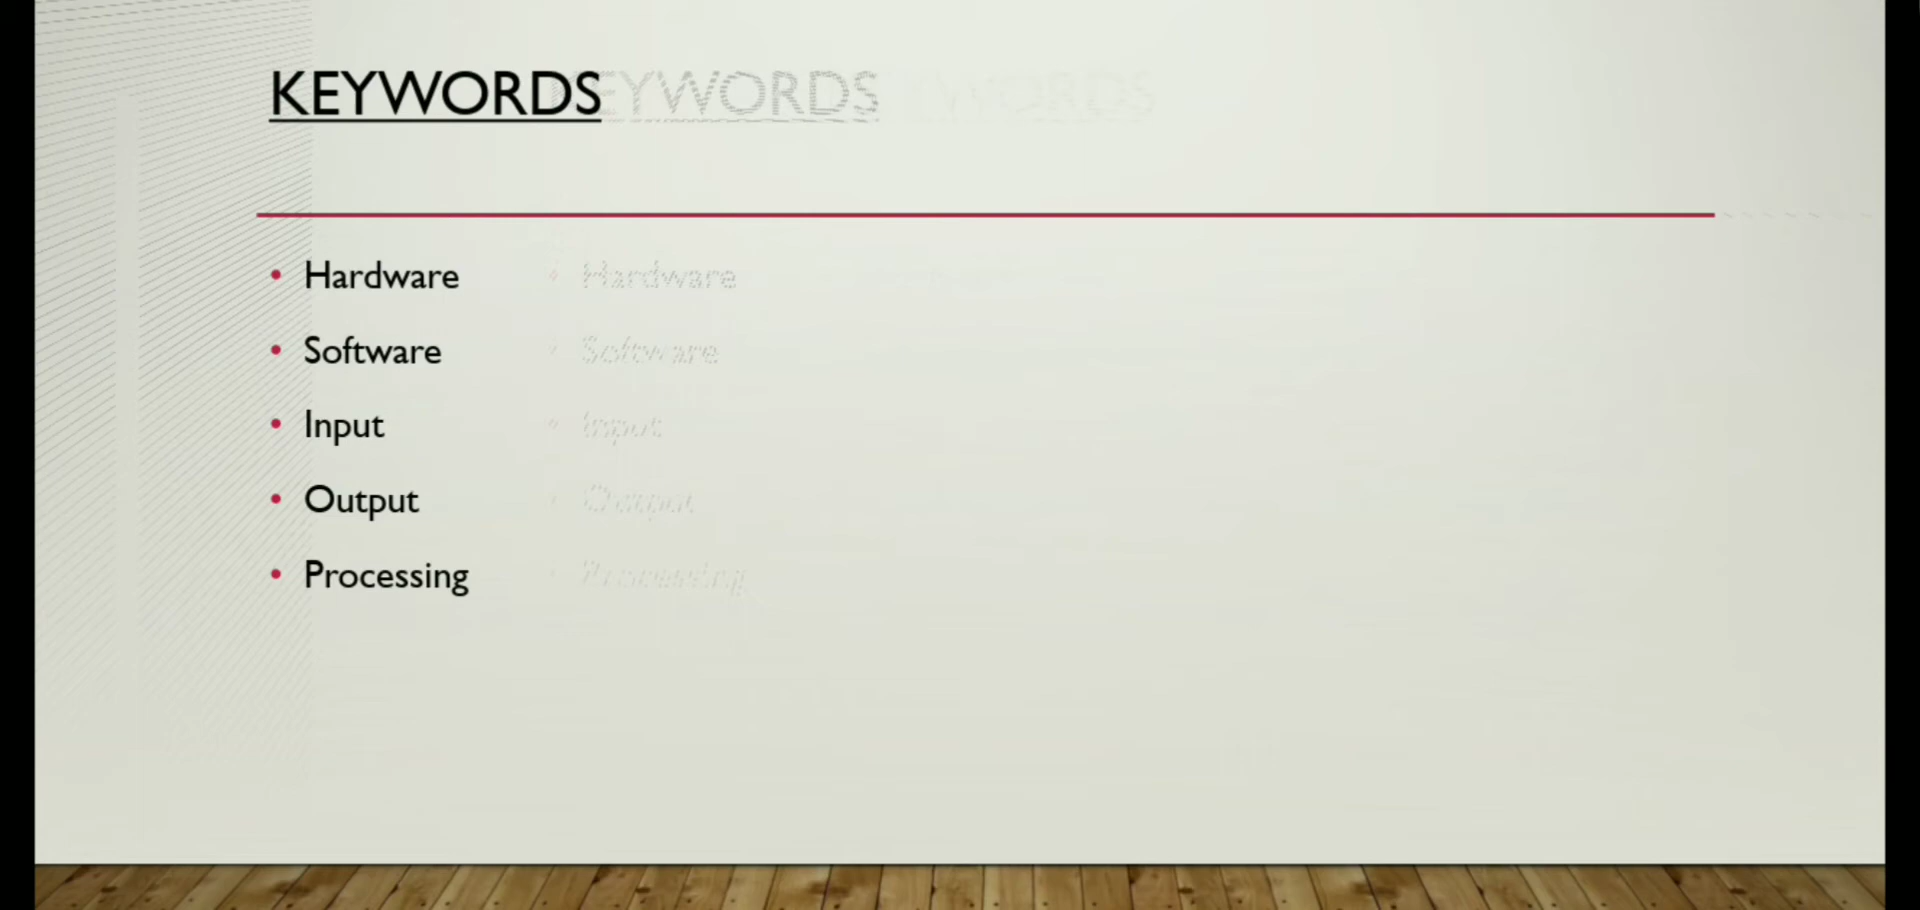 KEYWORDS
• Hardware
• Software
• Input
• Output
• Processing